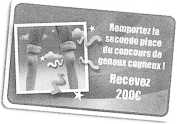 Remportez la
seconde place
du concours de
genoux cagneux !
Recevez
200€